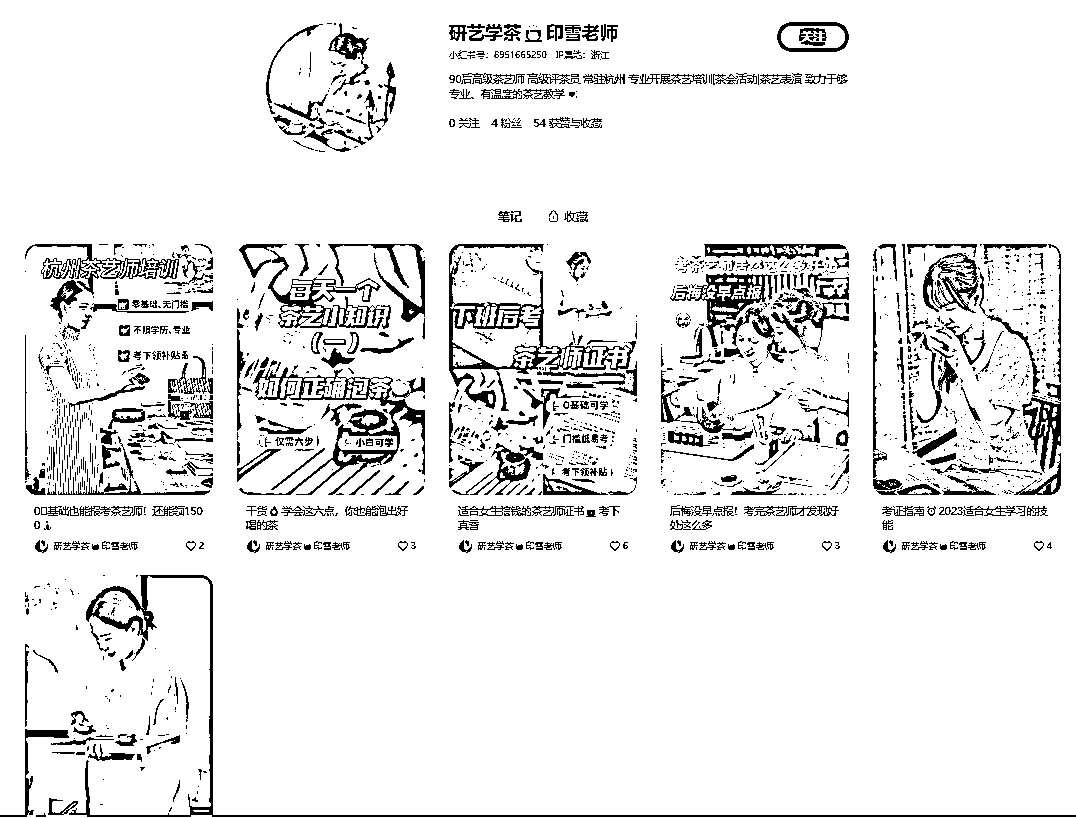 研艺学茶 印雪老师
关注
小红书号：8951665250 IP属地：浙江
90后高级茶艺师 高级评茶员 常驻杭州 专业开展茶艺培训|茶会活动|茶艺表演 致力于够
专业、有温度的茶艺教学
0 关注 4 粉丝 54 获赞与收藏
笔记 收藏
杭州茶艺师培训
零基础、无门槛
不限学历、专业
考下领补贴
0基础也能报考茶艺师！还能领150
0
研艺学茶 印雪老师 2
每天一个
茶艺小知识
(一)
如何正确泡茶
仅需六步
小白可学
干货 学会这六点，你也能泡出好
喝的茶
研艺学茶 印雪老师 3
下班后考
茶艺师证书
0基础可学
门槛低易考
考下领补贴
适合女生搞钱的茶艺师证书 考下
真香
研艺学茶 印雪老师 6
后悔没早点报
后悔没早点报！考完茶艺师才发现好
处这么多
研艺学茶 印雪老师 3
考证指南 2023适合女生学习的技
能
研艺学茶 印雪老师 4